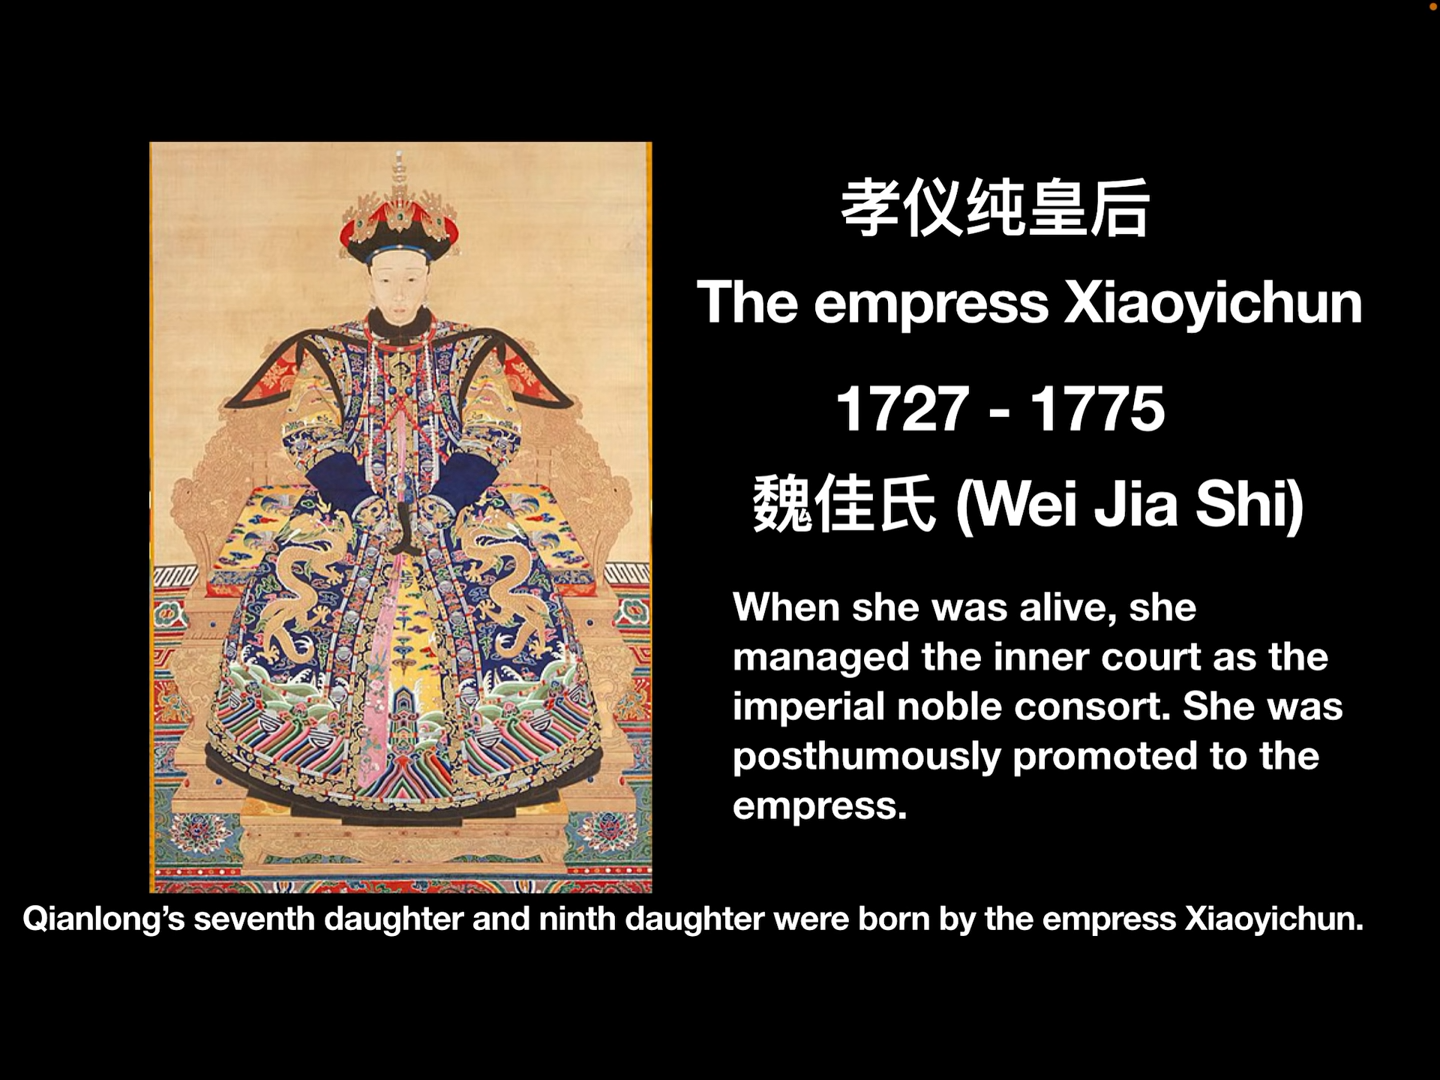 孝仪纯皇后
The empress Xiaoyichun
1727 - 1775
魏佳氏 (Wei Jia Shi)
When she was alive, she
managed the inner court as the
imperial noble consort. She was
posthumously promoted to the
empress.
Qianlong’s seventh daughter and ninth daughter were born by the empress Xiaoyichun.